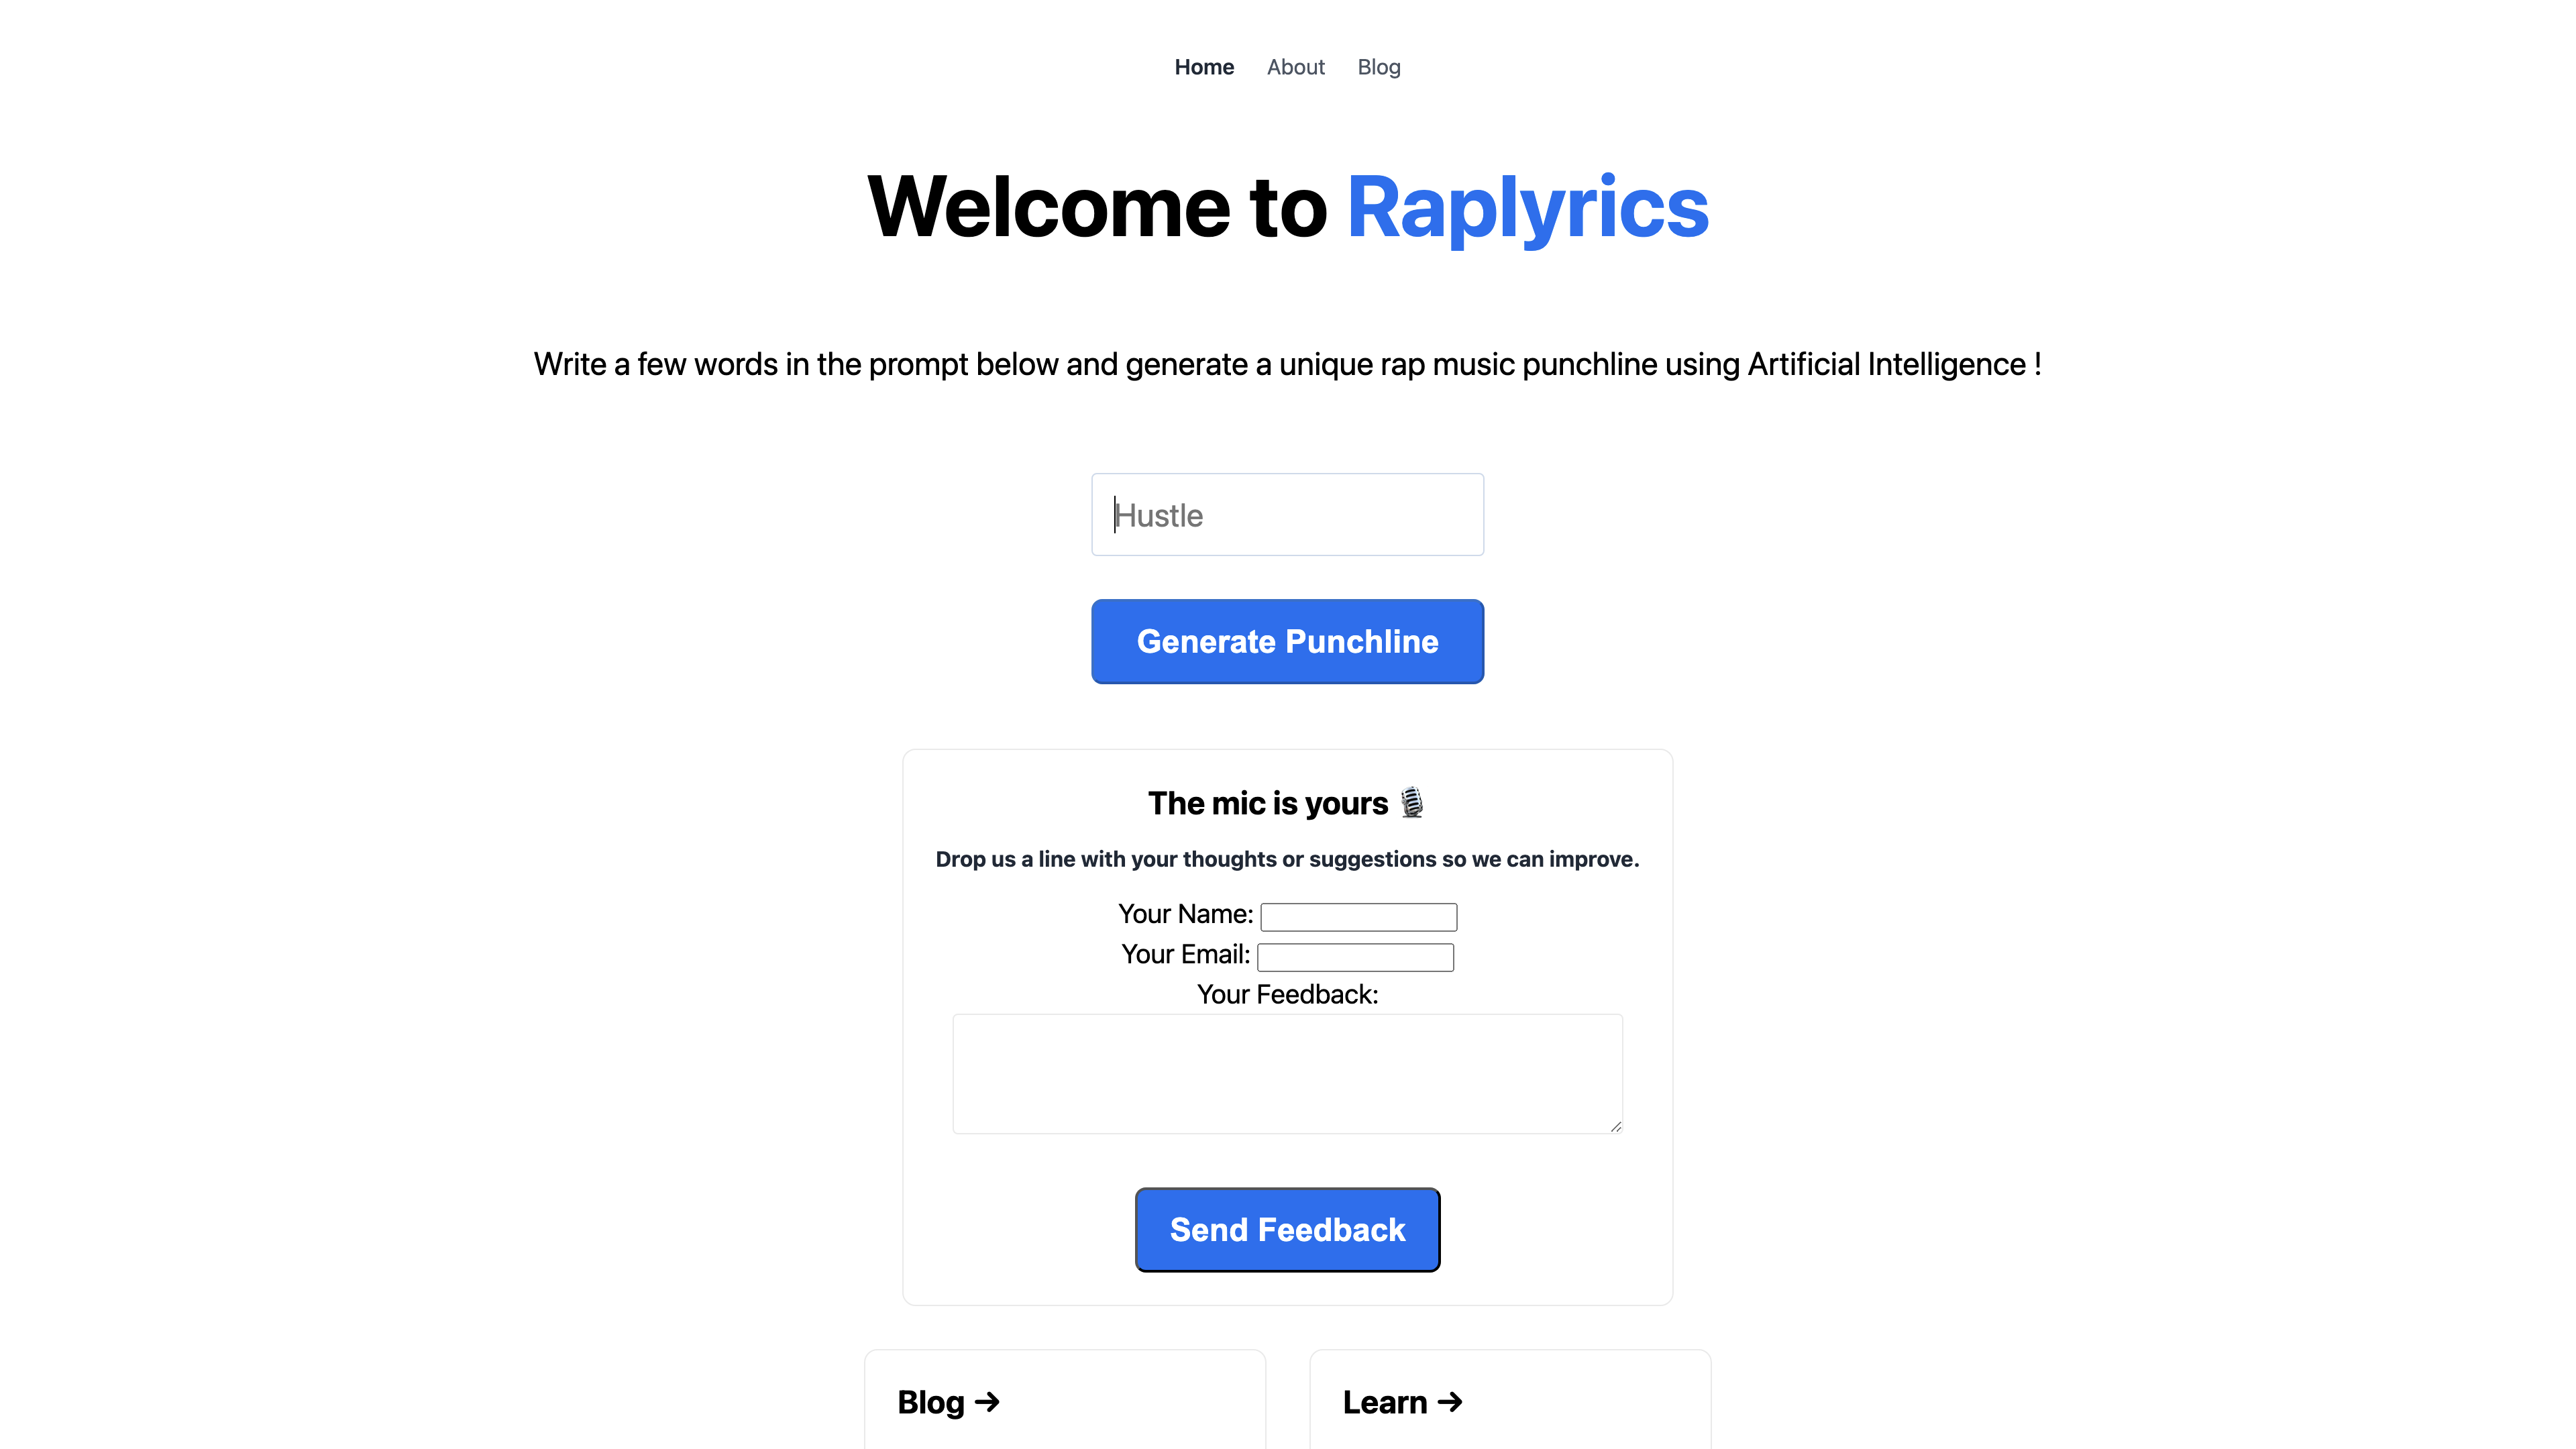 Home About Blog
Welcome to Raplyrics
Write a few words in the prompt below and generate a unique rap music punchline using Artificial Intelligence !
Hustle
Generate Punchline
The mic is yours 🎙
Drop us a line with your thoughts or suggestions so we can improve.
Your Name:
Your Email:
Your Feedback:
Send Feedback
Blog →
Learn →